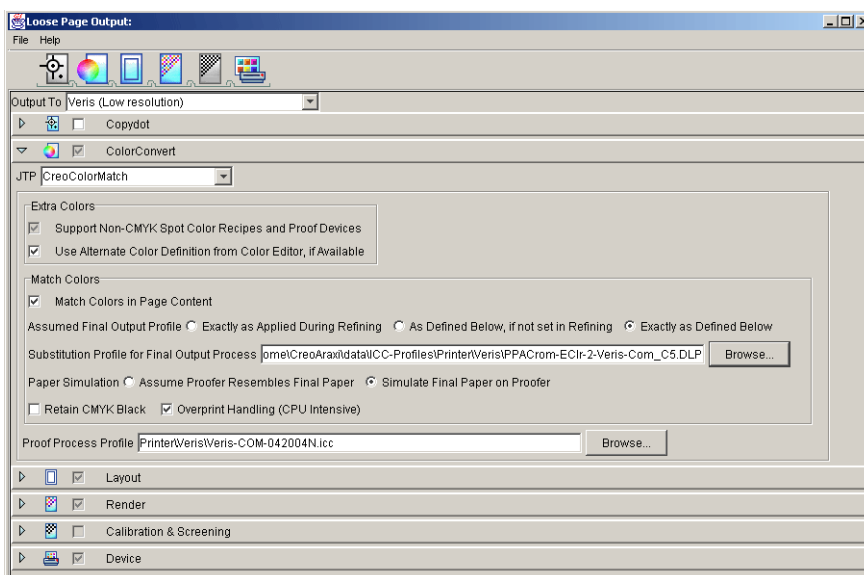 Loose Page Output:
File Help
Output To Veris (Low resolution)
Copydot
ColorConvert
JTP CreoColorMatch
Extra Colors
Support Non-CMYK Spot Color Recipes and Proof Devices
Use Alternate Color Definition from Color Editor, if Available
Match Colors
Match Colors in Page Content
Assumed Final Output Profile Exactly as Applied During Refining As Defined Below, if not set in Refining Exactly as Defined Below
Substitution Profile for Final Output Process ome\CreoAraxi\data\ICC-Profiles\Printer\Veris\PPACrom-EClr-2-Veris-Com_C5.DLP Browse...
Paper Simulation Assume Proofer Resembles Final Paper Simulate Final Paper on Proofer
Retain CMYK Black Overprint Handling (CPU Intensive)
Proof Process Profile Printer\Veris\Veris-COM-042004N.icc Browse...
Layout
Render
Calibration & Screening
Device